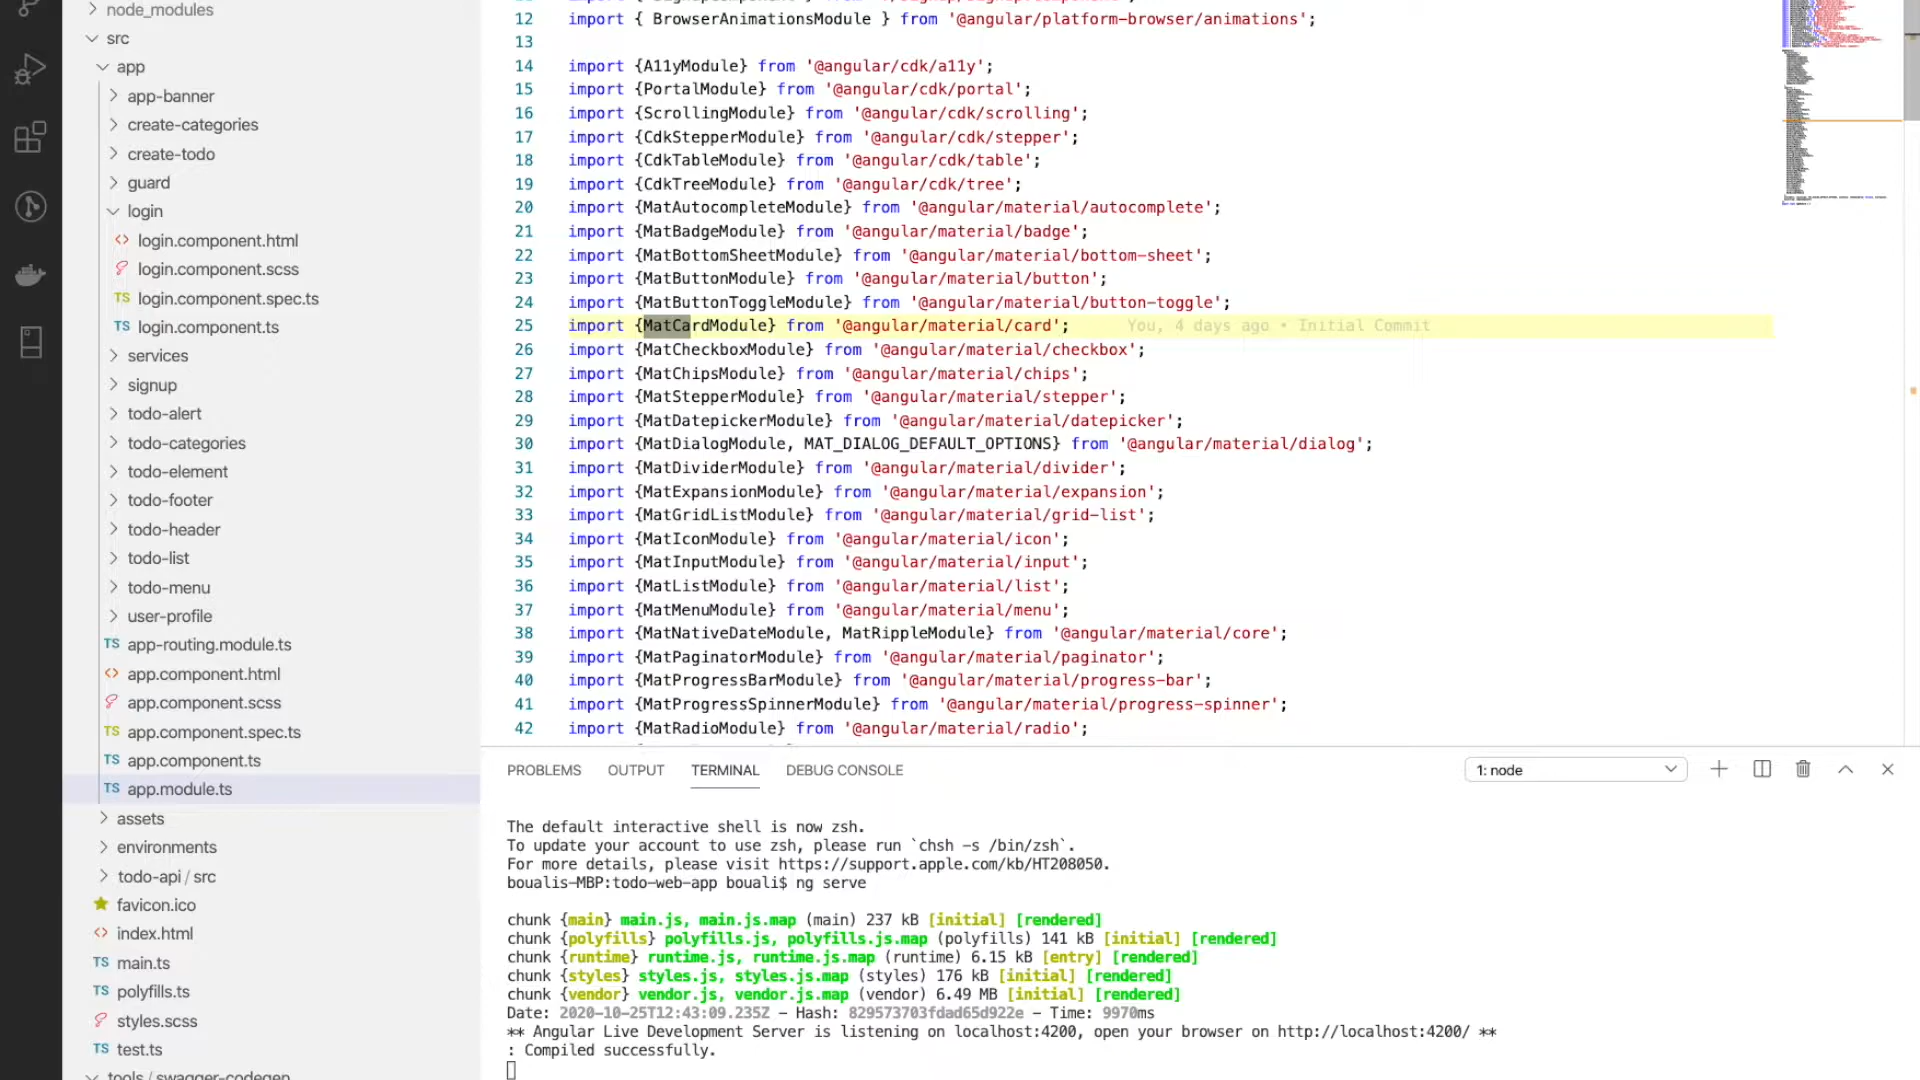 node_modules
src
app
app-banner
create-categories
create-todo
guard
login
login.component.html
login.component.scss
TS login.component.spec.ts
TS login.component.ts
services
signup
todo-alert
todo-categories
todo-element
todo-footer
todo-header
todo-list
todo-menu
user-profile
TS app-routing.module.ts
app.component.html
app.component.scss
TS app.component.spec.ts
TS app.component.ts
TS app.module.ts
assets
environments
todo-api / src
favicon.ico
index.html
TS main.ts
TS polyfills.ts
styles.scss
TS test.ts
tools / swagger-codegen
12 import { BrowserAnimationsModule } from '@angular/platform-browser/animations';
13
14 import {A11yModule} from '@angular/cdk/a11y';
15 import {PortalModule} from '@angular/cdk/portal';
16 import {ScrollingModule} from '@angular/cdk/scrolling';
17 import {CdkStepperModule} from '@angular/cdk/stepper';
18 import {CdkTableModule} from '@angular/cdk/table';
19 import {CdkTreeModule} from '@angular/cdk/tree';
20 import {MatAutocompleteModule} from '@angular/material/autocomplete';
21 import {MatBadgeModule} from '@angular/material/badge';
22 import {MatBottomSheetModule} from '@angular/material/bottom-sheet';
23 import {MatButtonModule} from '@angular/material/button';
24 import {MatButtonToggleModule} from '@angular/material/button-toggle';
25 import {MatCardModule} from '@angular/material/card'; You, 4 days ago • Initial Commit
26 import {MatCheckboxModule} from '@angular/material/checkbox';
27 import {MatChipsModule} from '@angular/material/chips';
28 import {MatStepperModule} from '@angular/material/stepper';
29 import {MatDatepickerModule} from '@angular/material/datepicker';
30 import {MatDialogModule, MAT_DIALOG_DEFAULT_OPTIONS} from '@angular/material/dialog';
31 import {MatDividerModule} from '@angular/material/divider';
32 import {MatExpansionModule} from '@angular/material/expansion';
33 import {MatGridListModule} from '@angular/material/grid-list';
34 import {MatIconModule} from '@angular/material/icon';
35 import {MatInputModule} from '@angular/material/input';
36 import {MatListModule} from '@angular/material/list';
37 import {MatMenuModule} from '@angular/material/menu';
38 import {MatNativeDateModule, MatRippleModule} from '@angular/material/core';
39 import {MatPaginatorModule} from '@angular/material/paginator';
40 import {MatProgressBarModule} from '@angular/material/progress-bar';
41 import {MatProgressSpinnerModule} from '@angular/material/progress-spinner';
42 import {MatRadioModule} from '@angular/material/radio';
PROBLEMS OUTPUT TERMINAL DEBUG CONSOLE 1: node
The default interactive shell is now zsh.
To update your account to use zsh, please run `chsh -s /bin/zsh`.
For more details, please visit https://support.apple.com/kb/HT208050.
boualis-MBP:todo-web-app bouali$ ng serve
chunk {main} main.js, main.js.map (main) 237 kB [initial] [rendered]
chunk {polyfills} polyfills.js, polyfills.js.map (polyfills) 141 kB [initial] [rendered]
chunk {runtime} runtime.js, runtime.js.map (runtime) 6.15 kB [entry] [rendered]
chunk {styles} styles.js, styles.js.map (styles) 176 kB [initial] [rendered]
chunk {vendor} vendor.js, vendor.js.map (vendor) 6.49 MB [initial] [rendered]
Date: 2020-10-25T12:43:09.235Z - Hash: 829573703fdad65d922e - Time: 9970ms
** Angular Live Development Server is listening on localhost:4200, open your browser on http://localhost:4200/ **
: Compiled successfully.